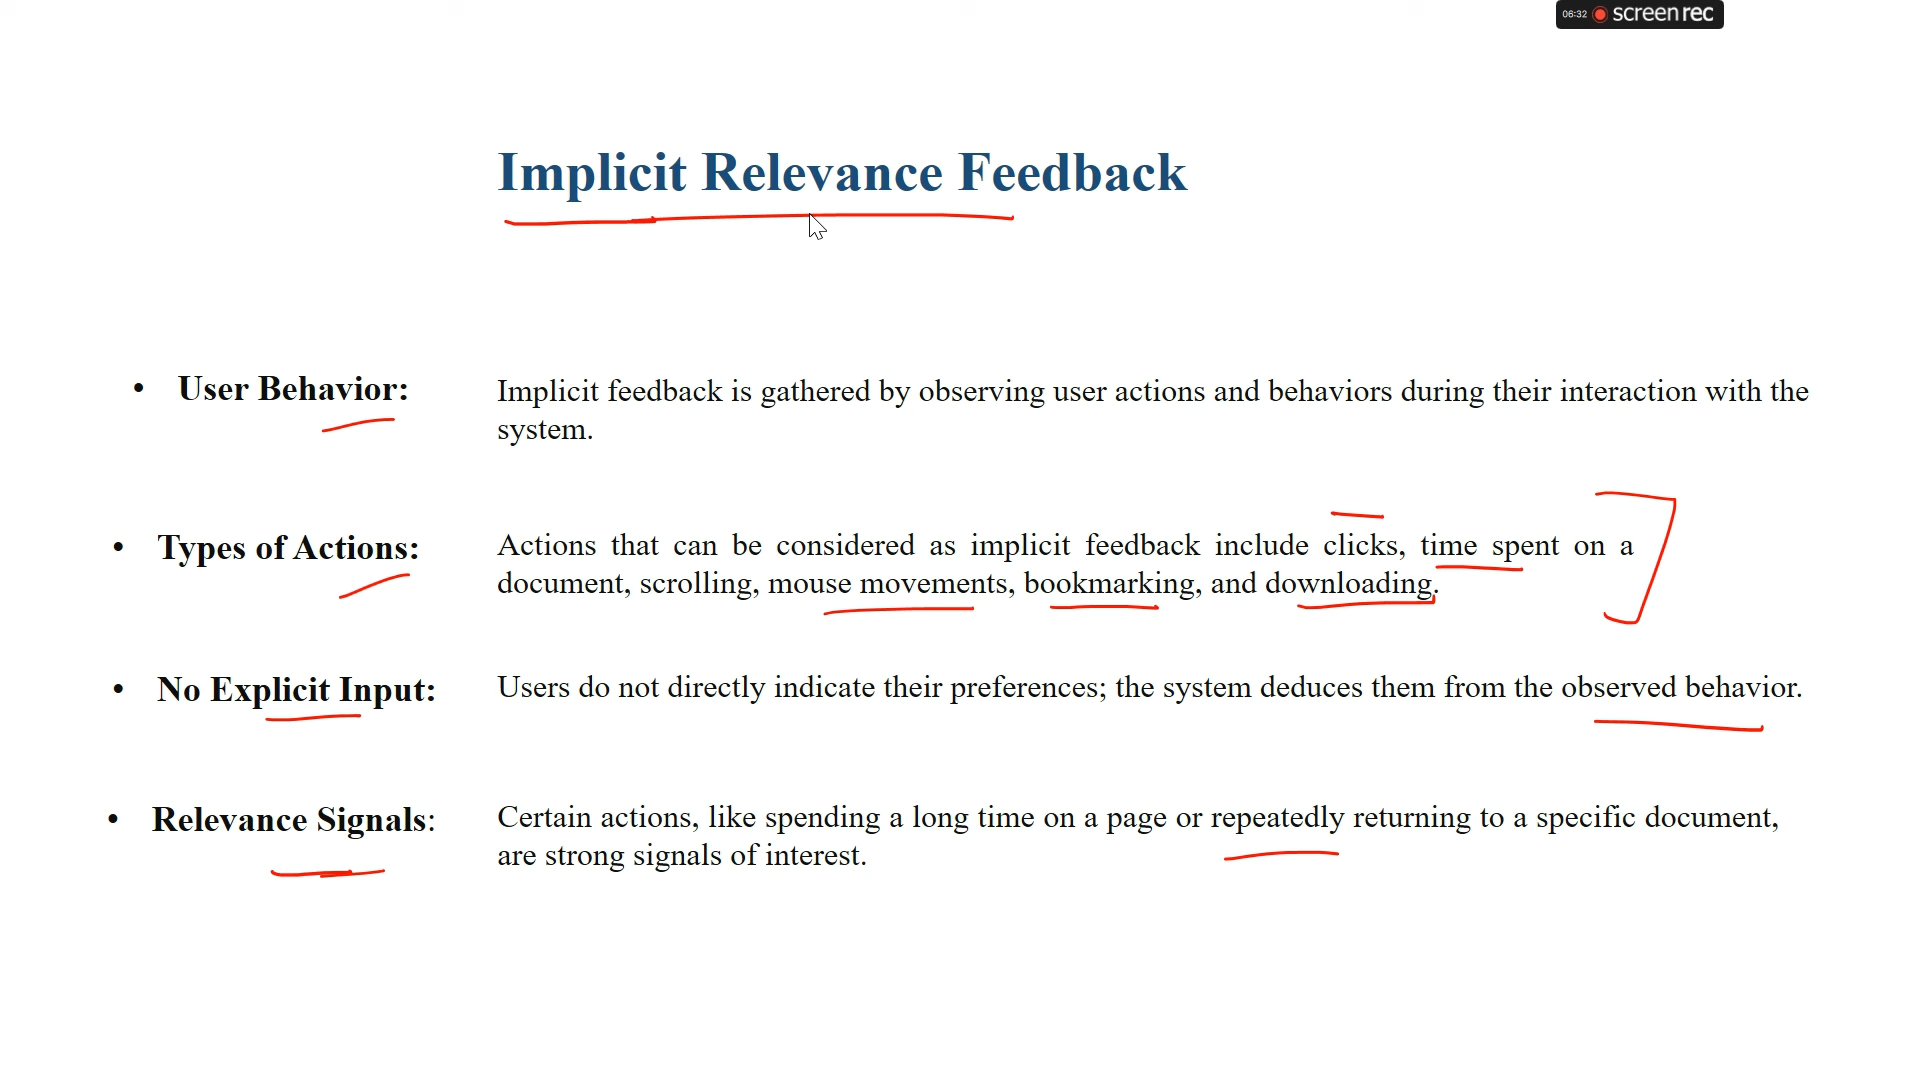 06:32 screenrec
Implicit Relevance Feedback
• User Behavior: Implicit feedback is gathered by observing user actions and behaviors during their interaction with the
system.
• Types of Actions: Actions that can be considered as implicit feedback include clicks, time spent on a
document, scrolling, mouse movements, bookmarking, and downloading.
• No Explicit Input: Users do not directly indicate their preferences; the system deduces them from the observed behavior.
• Relevance Signals: Certain actions, like spending a long time on a page or repeatedly returning to a specific document,
are strong signals of interest.